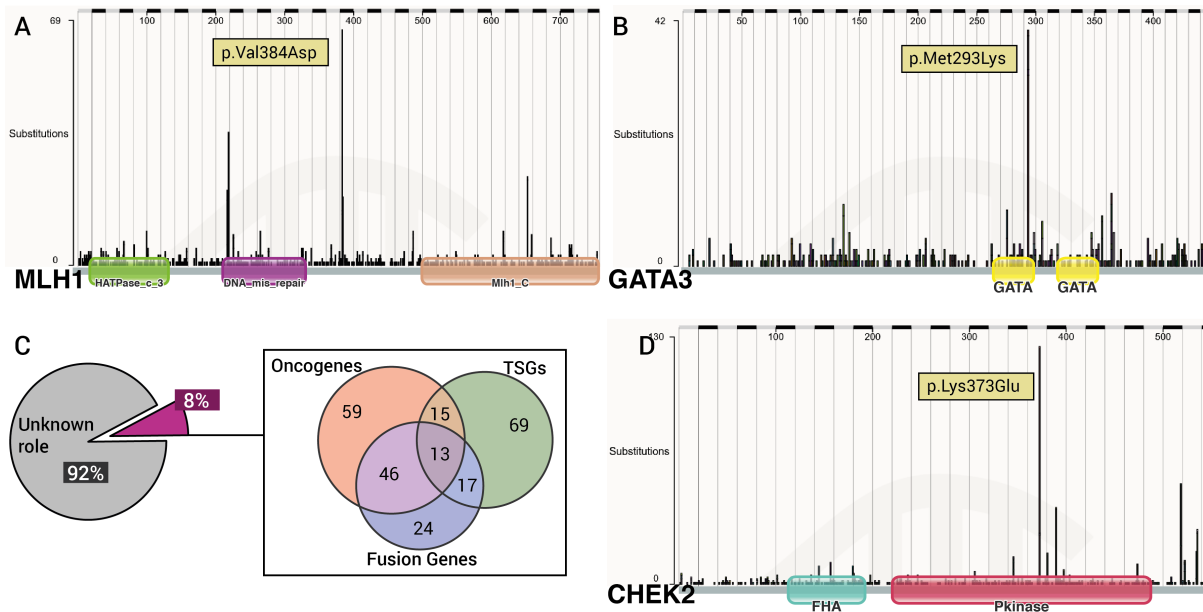 A
69
100
200
300
400
500
600
700
p.Val384Asp
Substitutions
0
MLH1
HATPase_c_3
DNA_mis_repair
Mlh1_C
B
42
50
100
150
200
250
300
350
400
p.Met293Lys
Substitutions
0
GATA3
GATA
GATA
C
Unknown
role
92%
8%
Oncogenes
TSGs
59
15
69
13
46
17
24
Fusion Genes
D
130
100
200
300
400
500
p.Lys373Glu
Substitutions
0
CHEK2
FHA
Pkinase